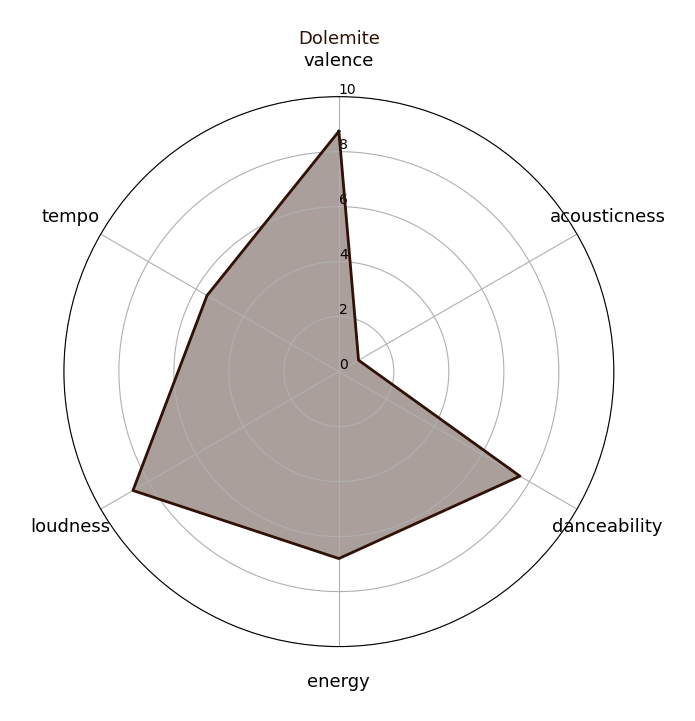 Dolemite
valence
10
8
6
4
2
0
tempo
acousticness
loudness
danceability
energy